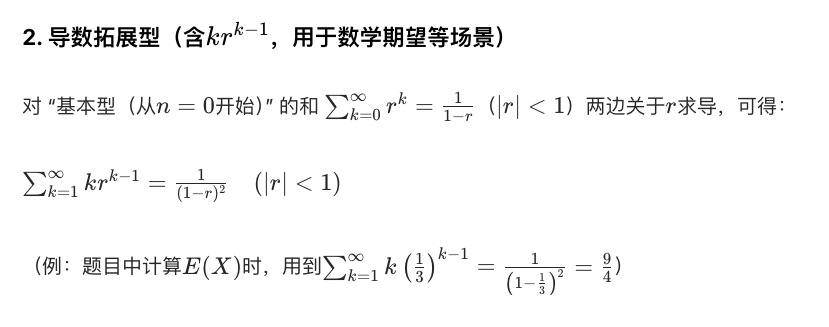 2. 导数拓展型（含$kr^{k-1}$，用于数学期望等场景）
对 “基本型（从$n = 0$开始）” 的和 $\sum_{k=0}^{\infty} r^k = \frac{1}{1-r}$（$|r| < 1$）两边关于$r$求导，可得：
$\sum_{k=1}^{\infty} kr^{k-1} = \frac{1}{(1-r)^2} \quad (|r| < 1)$
（例：题目中计算$E(X)$时，用到$\sum_{k=1}^{\infty} k \left(\frac{1}{3}\right)^{k-1} = \frac{1}{\left(1-\frac{1}{3}\right)^2} = \frac{9}{4}$）